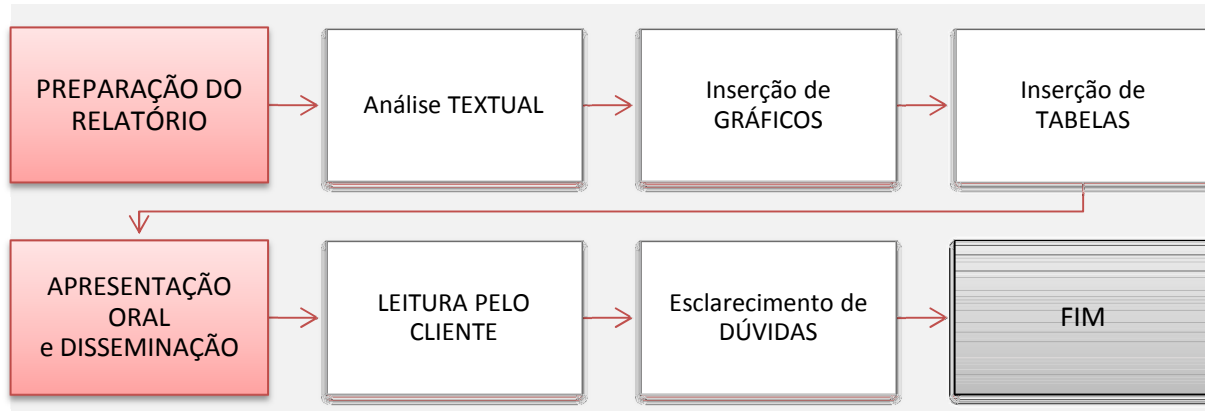 PREPARAÇÃO DO
RELATÓRIO
Análise TEXTUAL
Inserção de
GRÁFICOS
Inserção de
TABELAS
APRESENTAÇÃO
ORAL
e DISSEMINAÇÃO
LEITURA PELO
CLIENTE
Esclarecimento de
DÚVIDAS
FIM